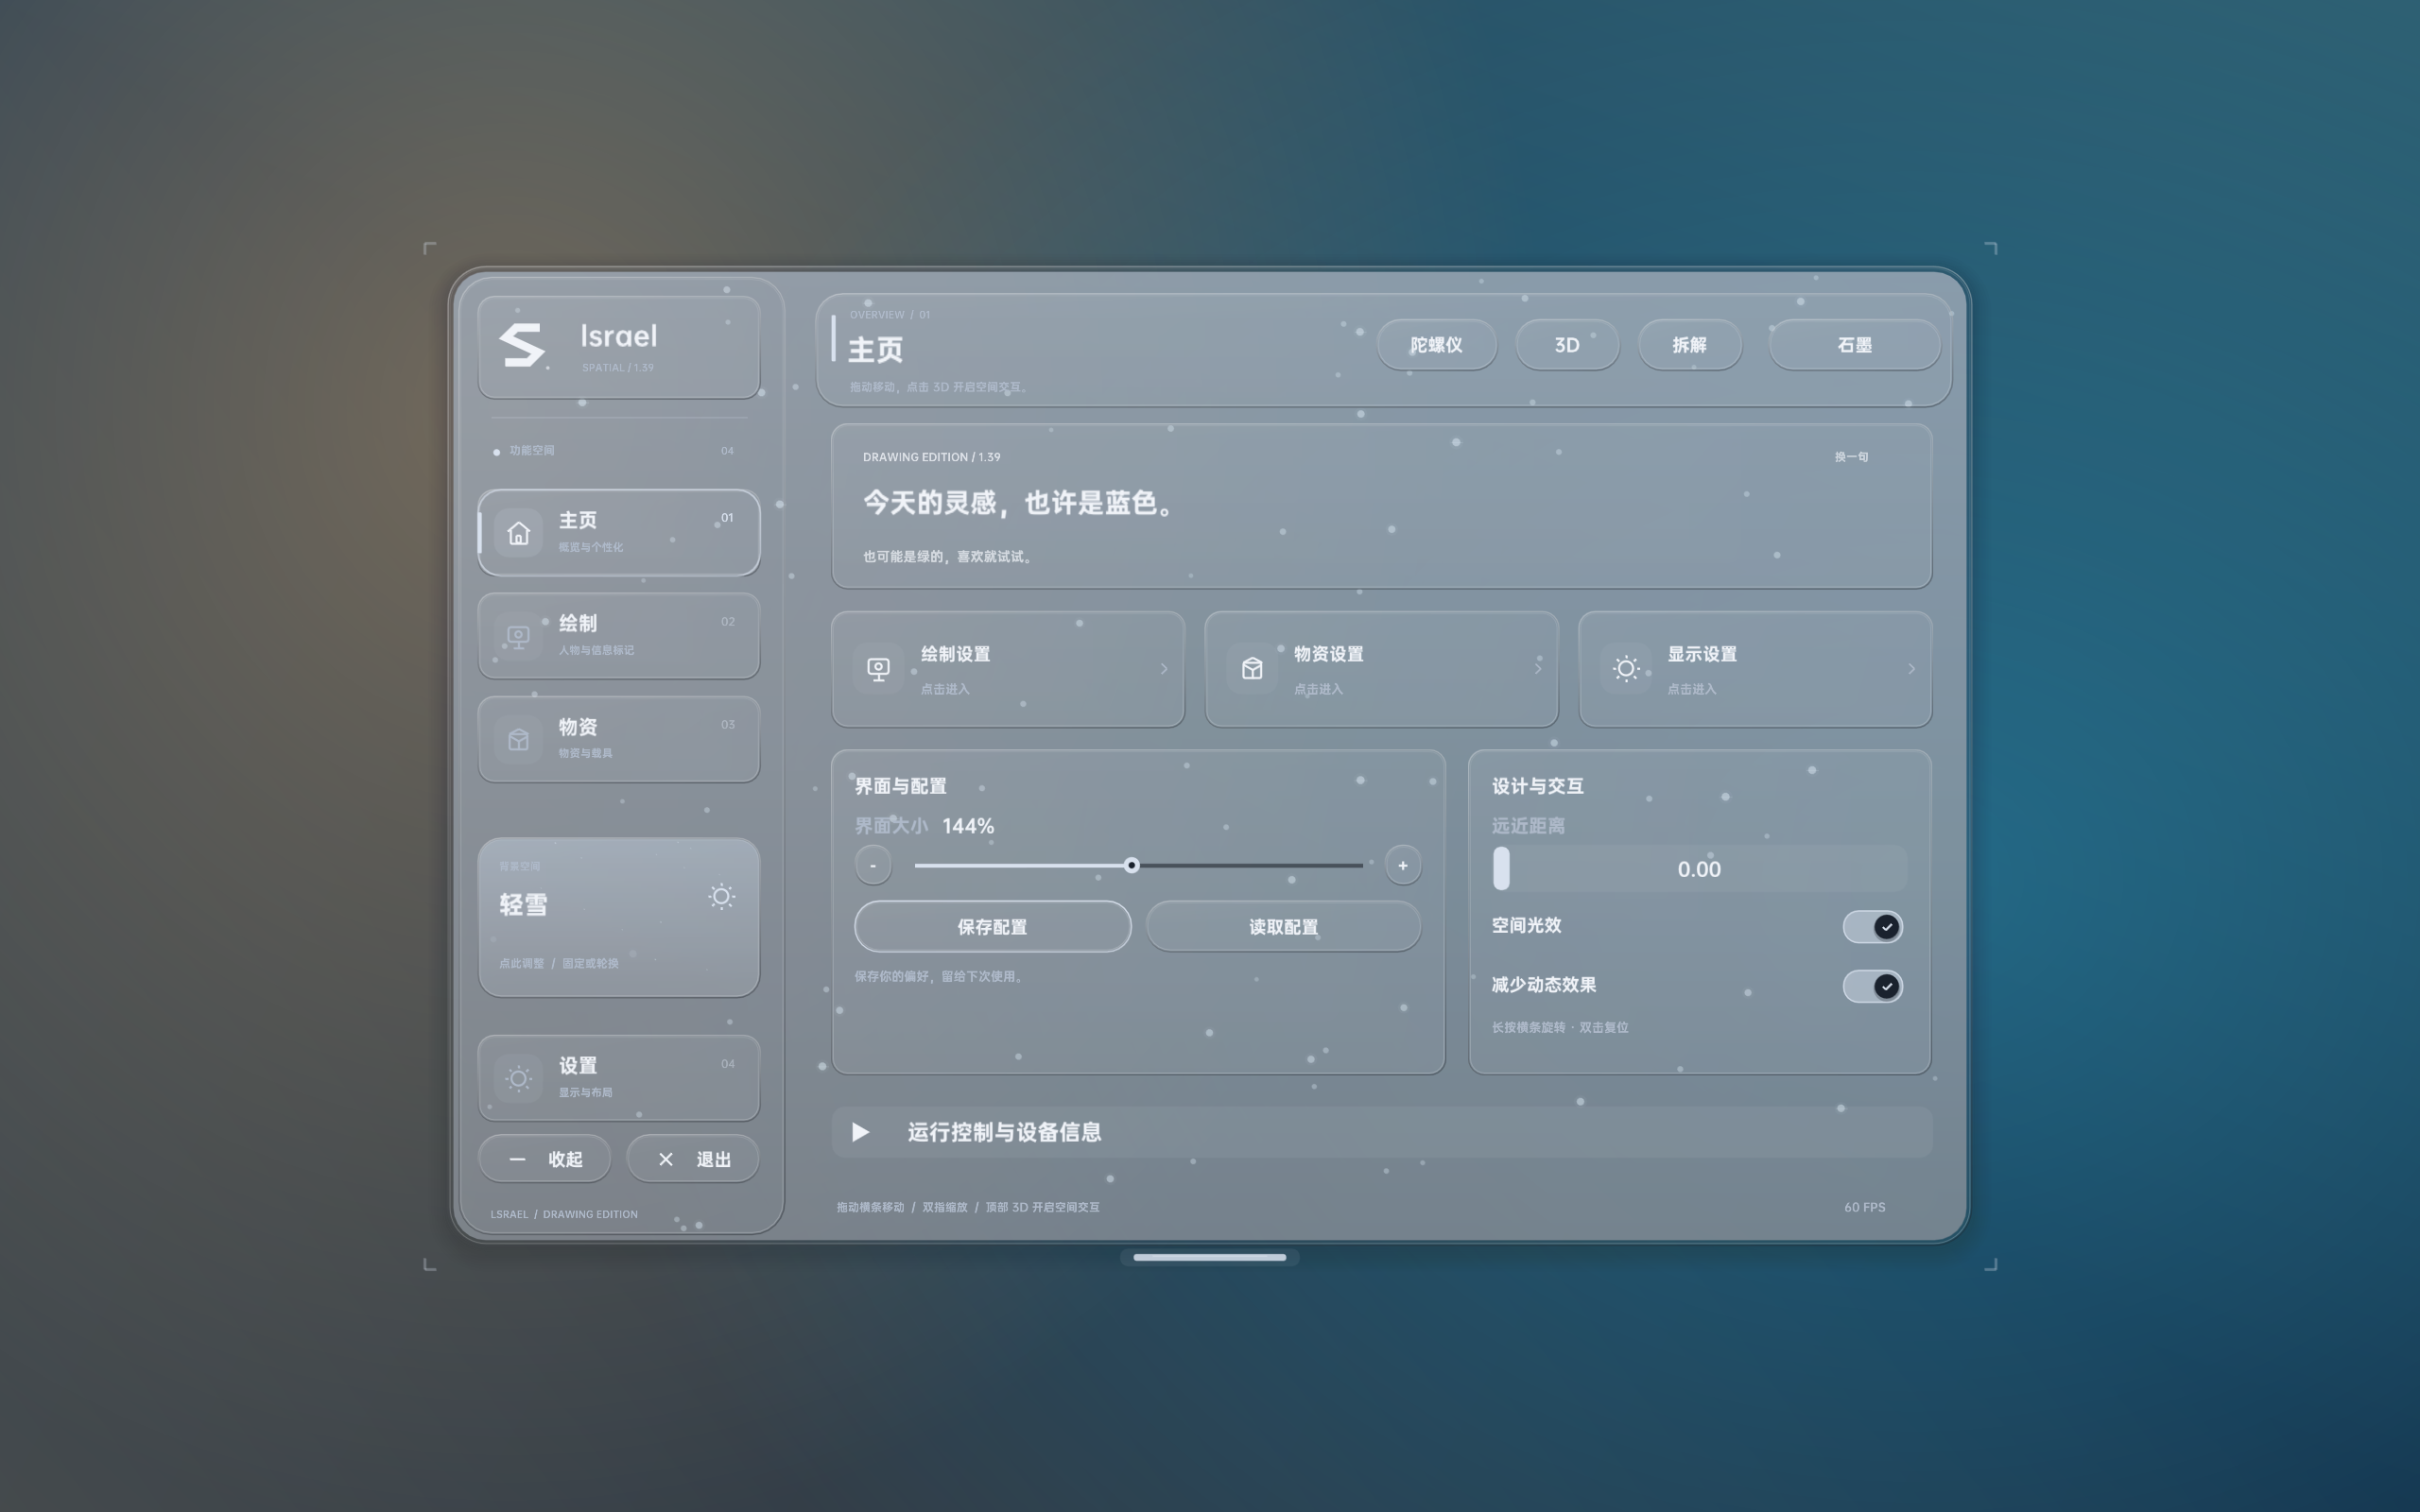 Israel
SPATIAL / 1.39
功能空间 04
主页 01
概览与个性化
绘制 02
人物与信息标记
物资 03
物资与载具
背景空间
轻雪
点此调整 / 固定或轮换
设置 04
显示与布局
收起
退出
LSRAEL / DRAWING EDITION
OVERVIEW / 01
主页
拖动移动，点击 3D 开启空间交互。
陀螺仪
3D
拆解
石墨
DRAWING EDITION / 1.39
换一句
今天的灵感，也许是蓝色。
也可能是绿的，喜欢就试试。
绘制设置
点击进入
物资设置
点击进入
显示设置
点击进入
界面与配置
界面大小 144%
- +
保存配置
读取配置
保存你的偏好，留给下次使用。
设计与交互
远近距离
0.00
空间光效
减少动态效果
长按横条旋转 · 双击复位
运行控制与设备信息
拖动横条移动 / 双指缩放 / 顶部 3D 开启空间交互
60 FPS